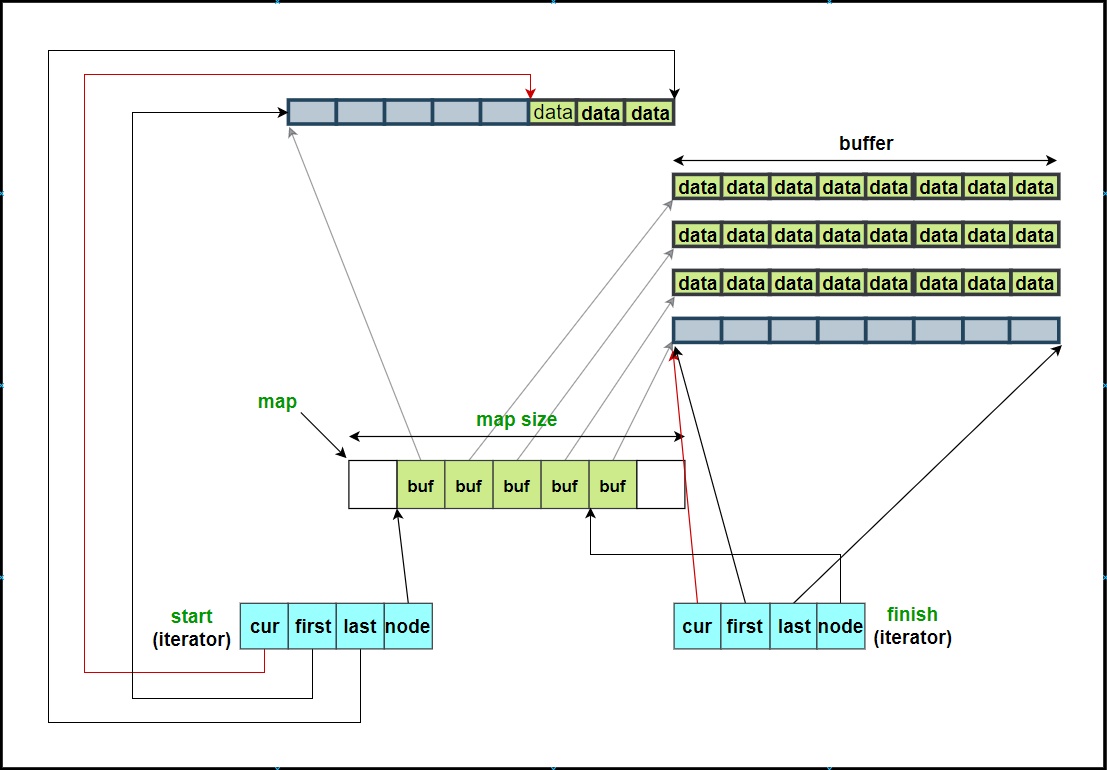 data data data
buffer
data data data data data data data data
data data data data data data data data
data data data data data data data data
map
map size
buf buf buf buf buf
start
(iterator)
cur first last node
cur first last node
finish
(iterator)